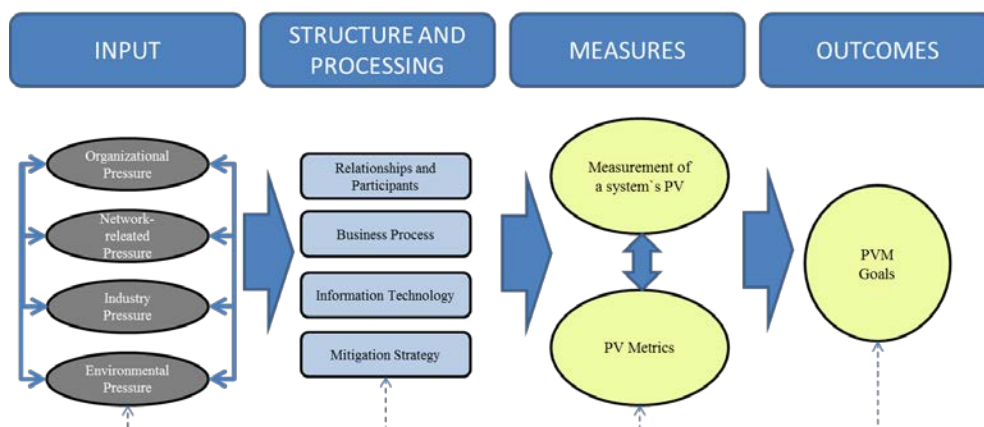 INPUT
STRUCTURE AND
PROCESSING
MEASURES
OUTCOMES
Organizational
Pressure
Network-
releated
Pressure
Industry
Pressure
Environmental
Pressure
Relationships and
Participants
Business Process
Information Technology
Mitigation Strategy
Measurement of
a system`s PV
PV Metrics
PVM
Goals